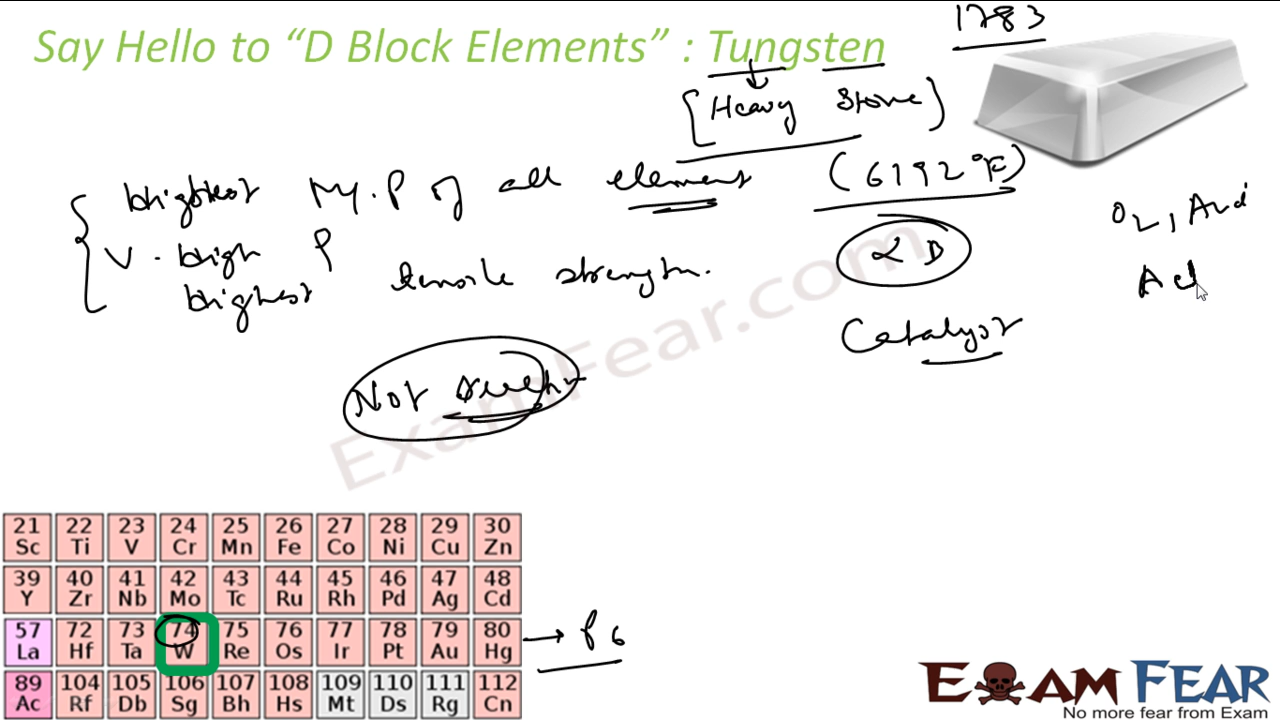 Say Hello to “D Block Elements” : Tungsten
1783
[Heavy Stone]
Highest M.P of all element (6192°F)
V. High ρ
Highest tensile strength.
LD
O2, Acid
Catalyst
Not
ExamFear.com
21 22 23 24 25 26 27 28 29 30
Sc Ti V Cr Mn Fe Co Ni Cu Zn
39 40 41 42 43 44 45 46 47 48
Y Zr Nb Mo Tc Ru Rh Pd Ag Cd
57 72 73 74 75 76 77 78 79 80
La Hf Ta W Re Os Ir Pt Au Hg
→ P 6
89 104 105 106 107 108 109 110 111 112
Ac Rf Db Sg Bh Hs Mt Ds Rg Cn
EXAM FEAR
No more fear from Exam